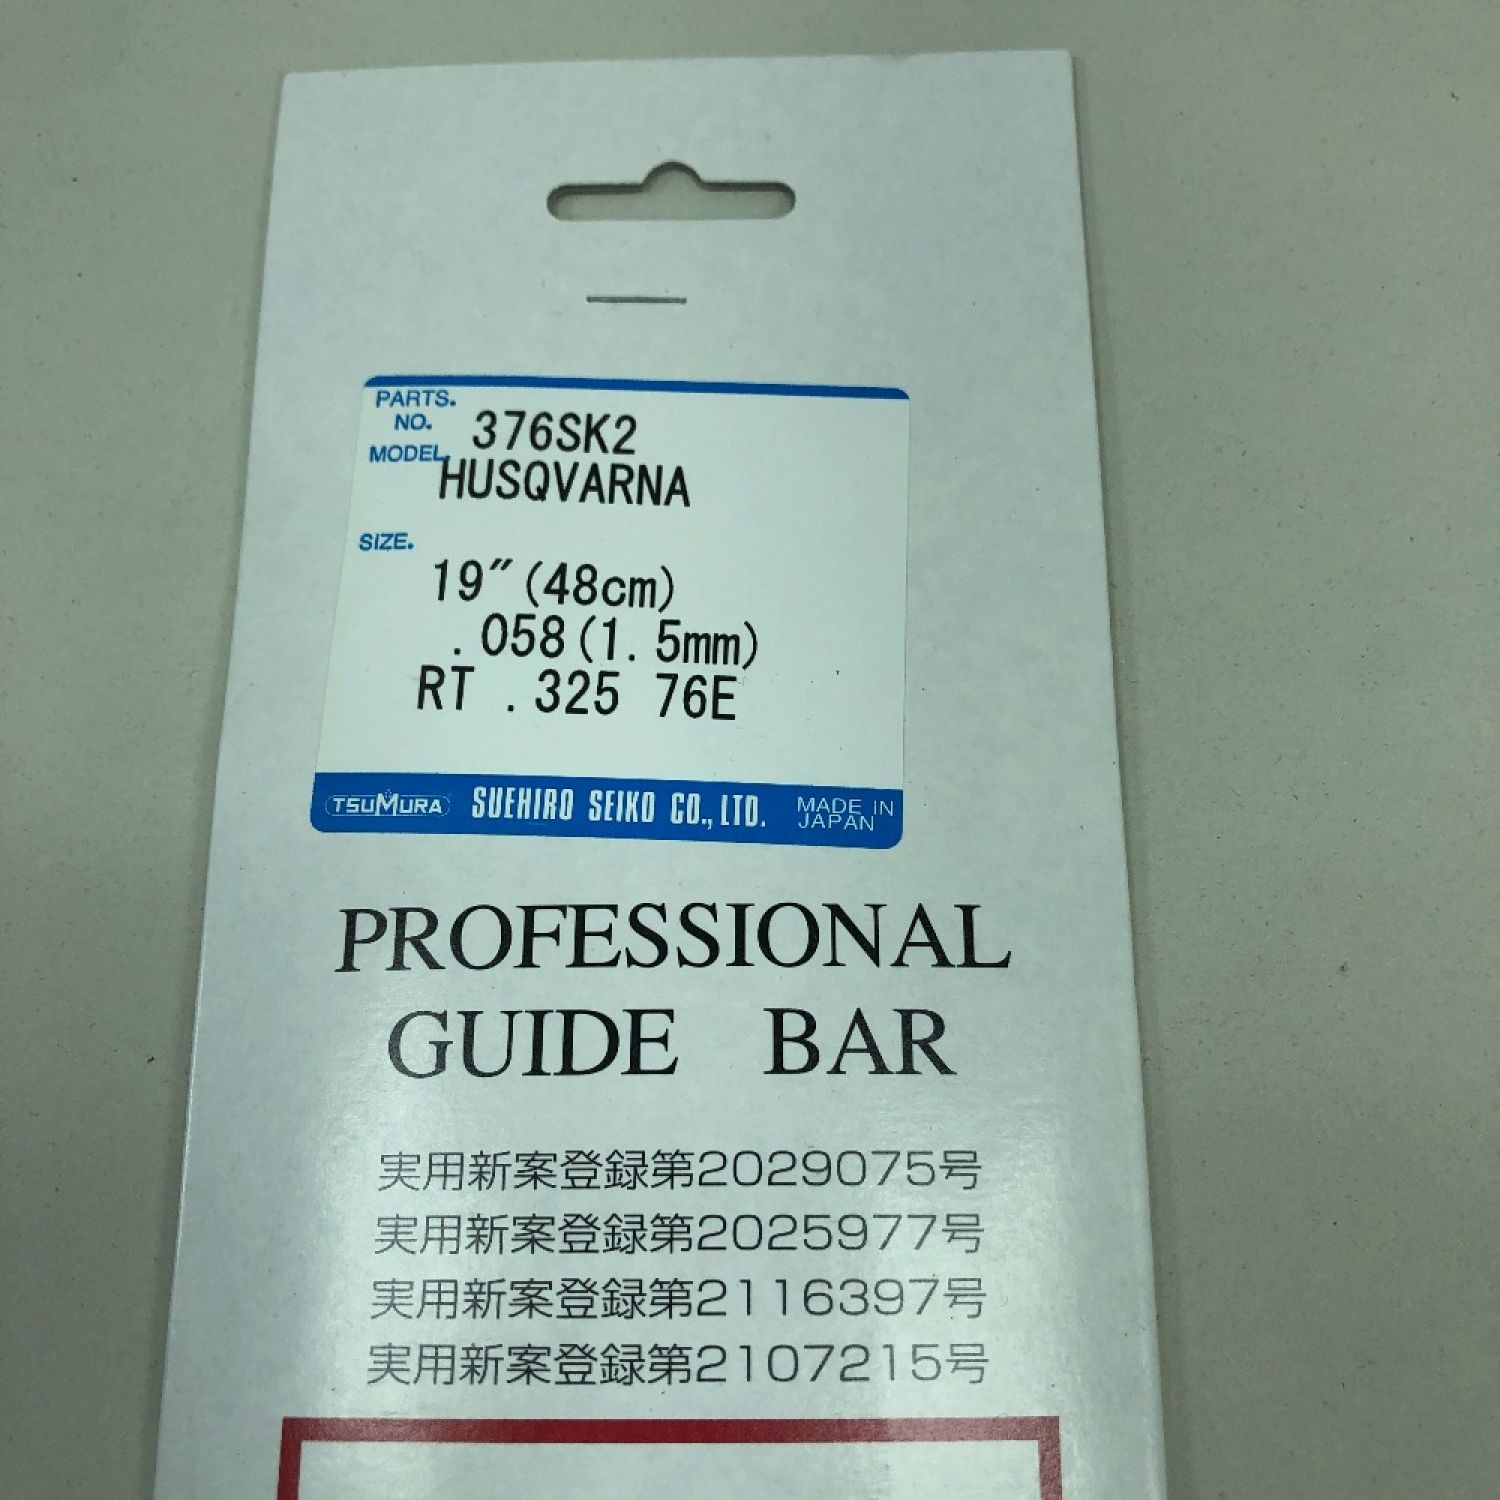 PARTS.
NO. 376SK2
MODEL. HUSQVARNA
SIZE.
19"(48cm)
.058(1.5mm)
RT .325 76E
TSUMURA SUEHIRO SEIKO CO., LTD. MADE IN JAPAN
PROFESSIONAL
GUIDE BAR
実用新案登録第2029075号
実用新案登録第2025977号
実用新案登録第2116397号
実用新案登録第2107215号